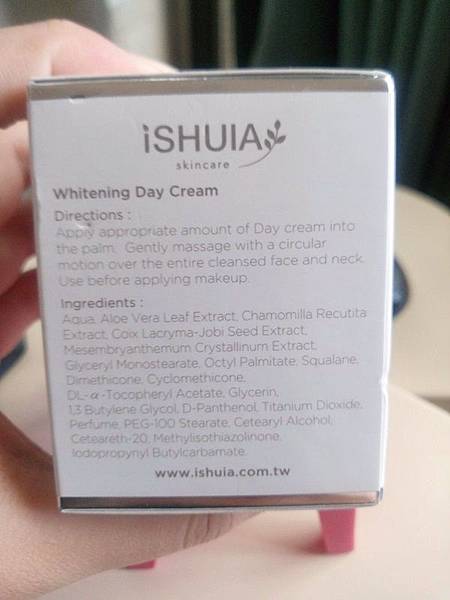 iSHUIA
skincare
Whitening Day Cream
Directions :
Apply appropriate amount of Day cream into
the palm. Gently massage with a circular
motion over the entire cleansed face and neck.
Use before applying makeup.
Ingredients :
Aqua, Aloe Vera Leaf Extract, Chamomilla Recutita
Extract, Coix Lacryma-Jobi Seed Extract,
Mesembryanthemum Crystallinum Extract,
Glyceryl Monostearate, Octyl Palmitate, Squalane,
Dimethicone, Cyclomethicone,
DL-α-Tocopheryl Acetate, Glycerin,
1,3 Butylene Glycol, D-Panthenol, Titanium Dioxide,
Perfume, PEG-100 Stearate, Cetearyl Alcohol,
Ceteareth-20, Methylisothiazolinone,
Iodopropynyl Butylcarbamate.
www.ishuia.com.tw